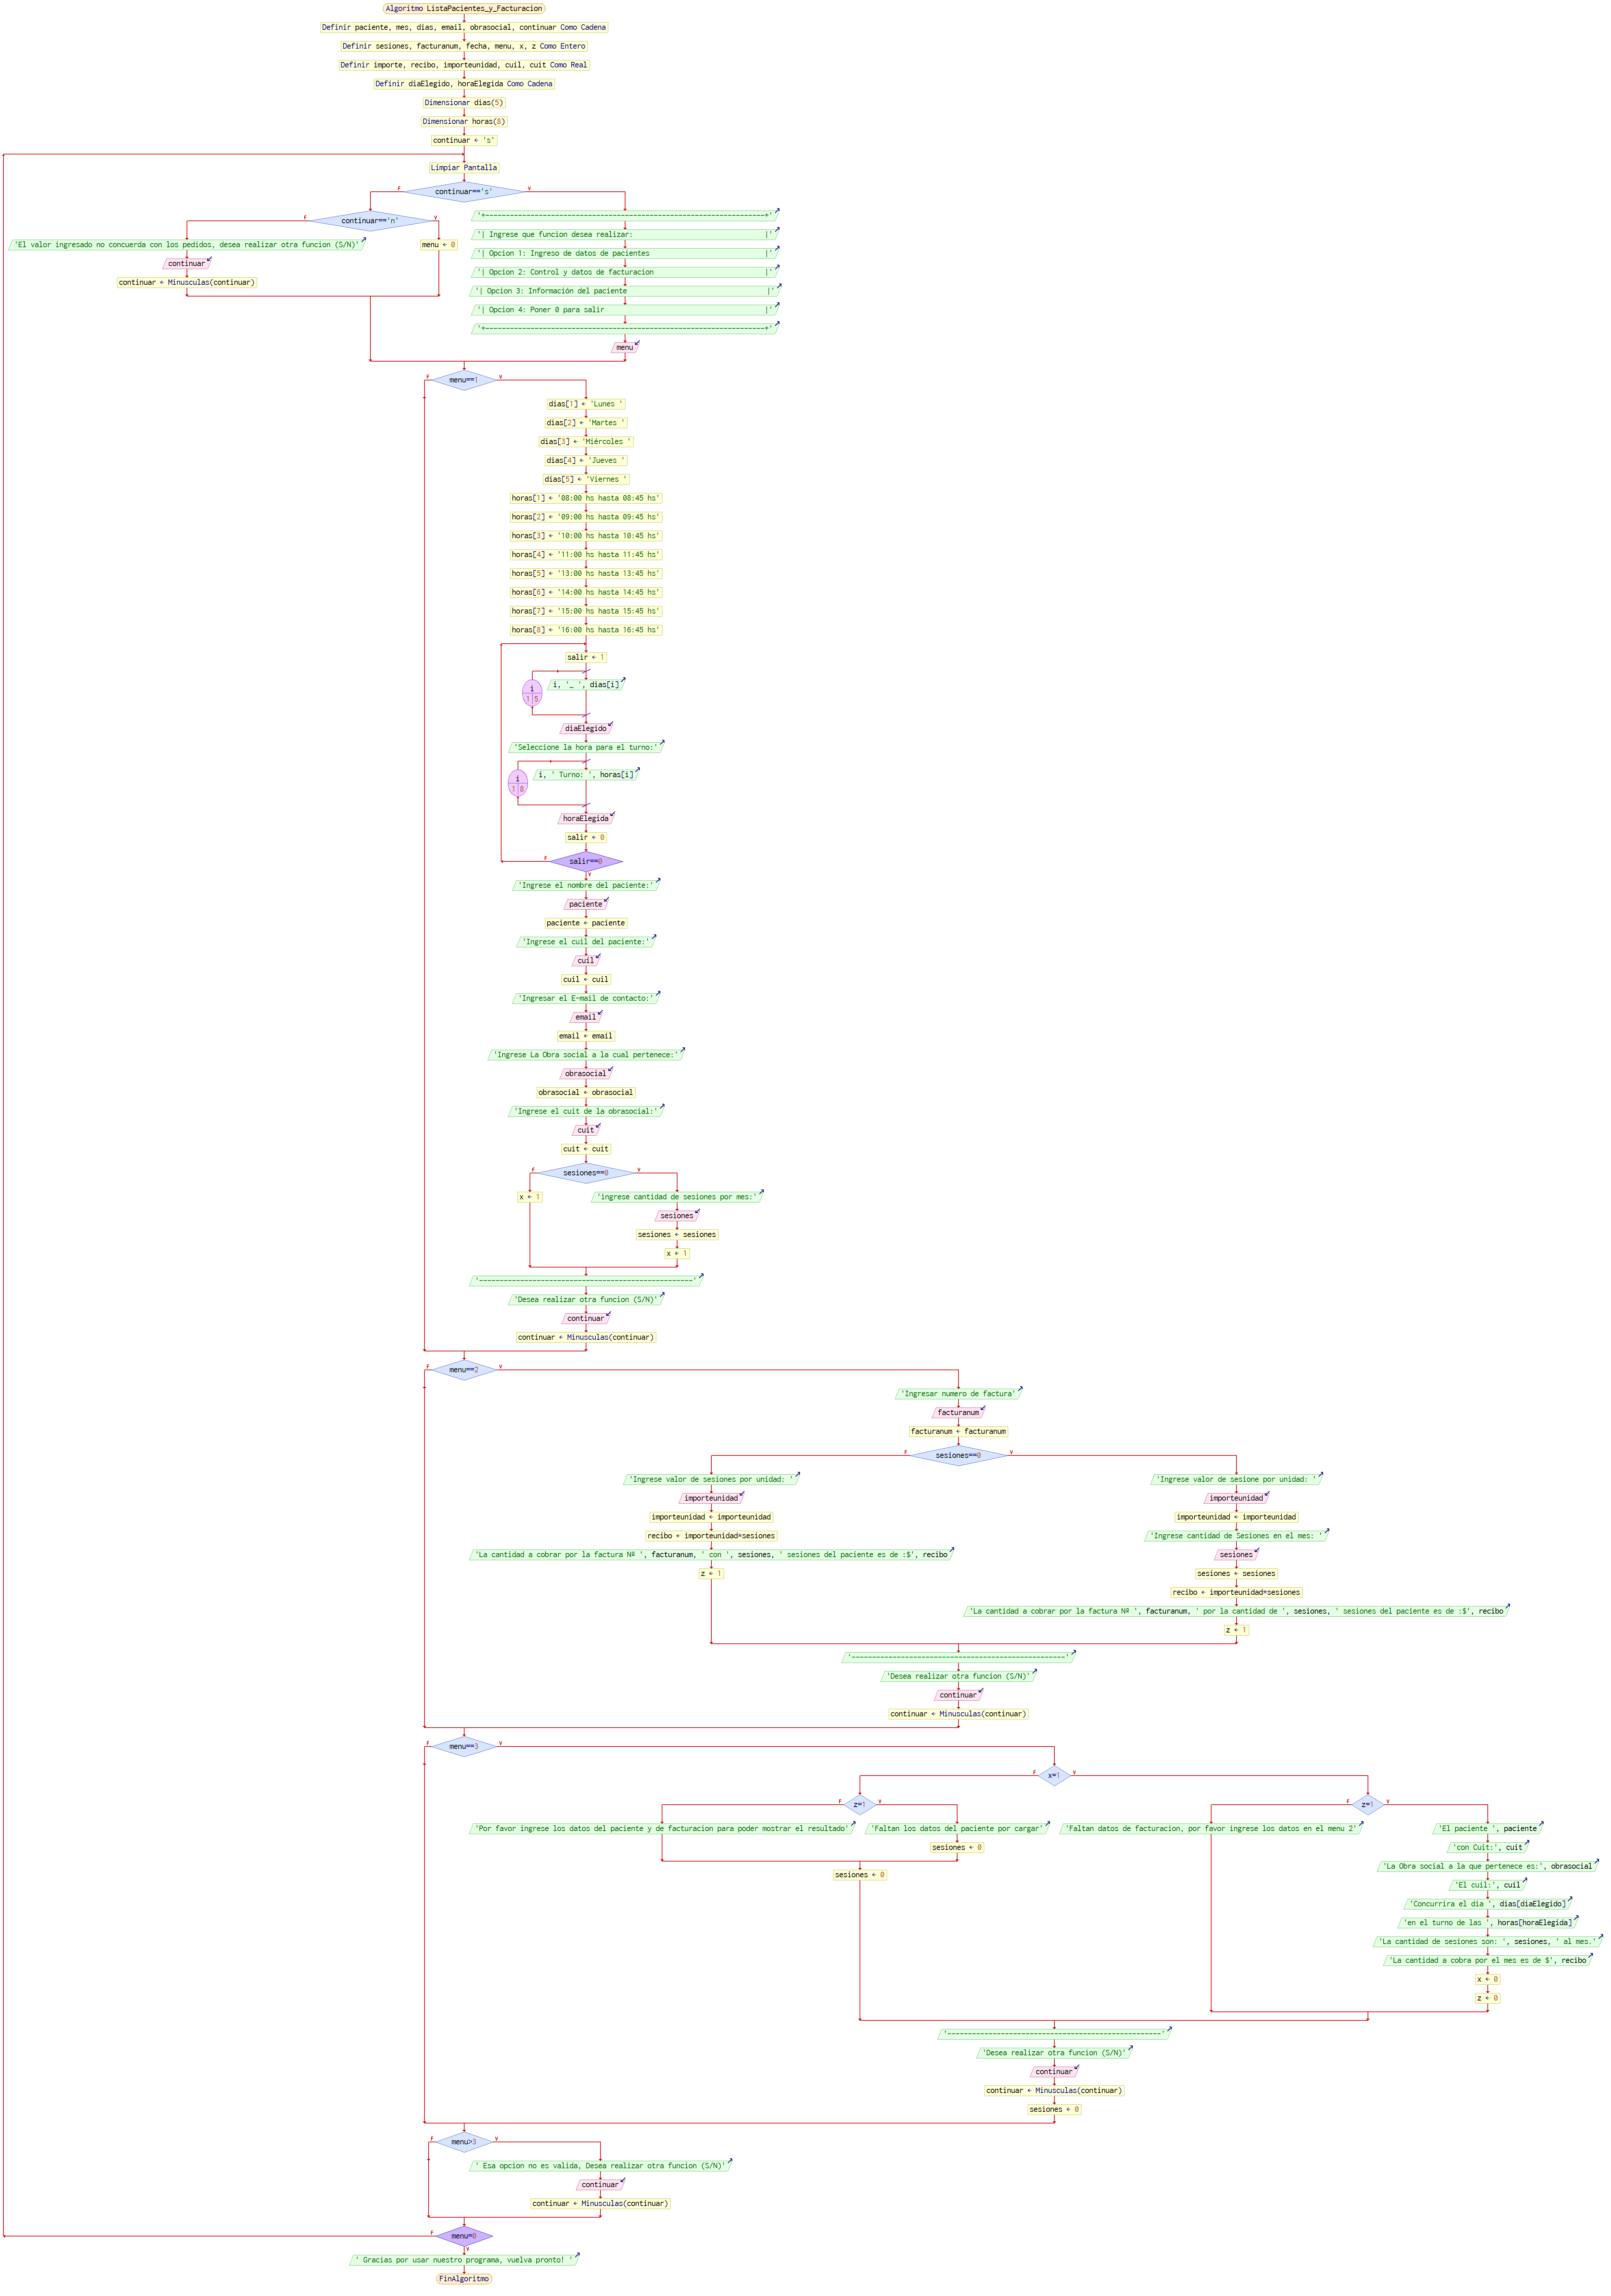 Algoritmo ListaPacientes_y_Facturacion
Definir paciente, mes, dias, email, obrasocial, continuar Como Cadena
Definir sesiones, facturanum, fecha, menu, x, z Como Entero
Definir importe, recibo, importeunidad, cuil, cuit Como Real
Definir diaElegido, horaElegida Como Cadena
Dimensionar dias(5)
Dimensionar horas(8)
continuar ← 's'
Limpiar Pantalla
continuar=='s'
F
V
continuar=='n'
F
V
'El valor ingresado no concuerda con los pedidos, desea realizar otra funcion (S/N)'
continuar
continuar ← Minusculas(continuar)
menu ← 0
'+--------------------------------------------------------------------+'
'| Ingrese que funcion desea realizar:                                |'
'| Opcion 1: Ingreso de datos de pacientes                            |'
'| Opcion 2: Control y datos de facturacion                           |'
'| Opcion 3: Información del paciente                                  |'
'| Opcion 4: Poner 0 para salir                                       |'
'+--------------------------------------------------------------------+'
menu
menu==1
F
V
dias[1] ← 'Lunes '
dias[2] ← 'Martes '
dias[3] ← 'Miércoles '
dias[4] ← 'Jueves '
dias[5] ← 'Viernes '
horas[1] ← '08:00 hs hasta 08:45 hs'
horas[2] ← '09:00 hs hasta 09:45 hs'
horas[3] ← '10:00 hs hasta 10:45 hs'
horas[4] ← '11:00 hs hasta 11:45 hs'
horas[5] ← '13:00 hs hasta 13:45 hs'
horas[6] ← '14:00 hs hasta 14:45 hs'
horas[7] ← '15:00 hs hasta 15:45 hs'
horas[8] ← '16:00 hs hasta 16:45 hs'
salir ← 1
i
1 5
i, '_ ', dias[i]
diaElegido
'Seleccione la hora para el turno:'
i
1 8
i, ' Turno: ', horas[i]
horaElegida
salir ← 0
salir==0
F
V
'Ingrese el nombre del paciente:'
paciente
paciente ← paciente
'Ingrese el cuil del paciente:'
cuil
cuil ← cuil
'Ingresar el E-mail de contacto:'
email
email ← email
'Ingrese La Obra social a la cual pertenece:'
obrasocial
obrasocial ← obrasocial
'Ingrese el cuit de la obrasocial:'
cuit
cuit ← cuit
sesiones==0
F
V
x ← 1
'ingrese cantidad de sesiones por mes:'
sesiones
sesiones ← sesiones
x ← 1
'----------------------------------------------------'
'Desea realizar otra funcion (S/N)'
continuar
continuar ← Minusculas(continuar)
menu==2
F
V
'Ingresar numero de factura'
facturanum
facturanum ← facturanum
sesiones==0
F
V
'Ingrese valor de sesiones por unidad: '
importeunidad
importeunidad ← importeunidad
recibo ← importeunidad*sesiones
'La cantidad a cobrar por la factura Nº ', facturanum, ' con ', sesiones, ' sesiones del paciente es de :$', recibo
z ← 1
'Ingrese valor de sesione por unidad: '
importeunidad
importeunidad ← importeunidad
'Ingrese cantidad de Sesiones en el mes: '
sesiones
sesiones ← sesiones
recibo ← importeunidad*sesiones
'La cantidad a cobrar por la factura Nº ', facturanum, ' por la cantidad de ', sesiones, ' sesiones del paciente es de :$', recibo
z ← 1
'----------------------------------------------------'
'Desea realizar otra funcion (S/N)'
continuar
continuar ← Minusculas(continuar)
menu==3
F
V
x=1
F
V
z=1
F
V
'Por favor ingrese los datos del paciente y de facturacion para poder mostrar el resultado'
'Faltan los datos del paciente por cargar'
sesiones ← 0
sesiones ← 0
z=1
F
V
'Faltan datos de facturacion, por favor ingrese los datos en el menu 2'
'El paciente ', paciente
'con Cuit:', cuit
'La Obra social a la que pertenece es:', obrasocial
'El cuil:', cuil
'Concurrira el dia ', dias[diaElegido]
'en el turno de las ', horas[horaElegida]
'La cantidad de sesiones son: ', sesiones, ' al mes.'
'La cantidad a cobra por el mes es de $', recibo
x ← 0
z ← 0
'----------------------------------------------------'
'Desea realizar otra funcion (S/N)'
continuar
continuar ← Minusculas(continuar)
sesiones ← 0
menu>3
F
V
' Esa opcion no es valida, Desea realizar otra funcion (S/N)'
continuar
continuar ← Minusculas(continuar)
menu=0
F
V
' Gracias por usar nuestro programa, vuelva pronto! '
FinAlgoritmo